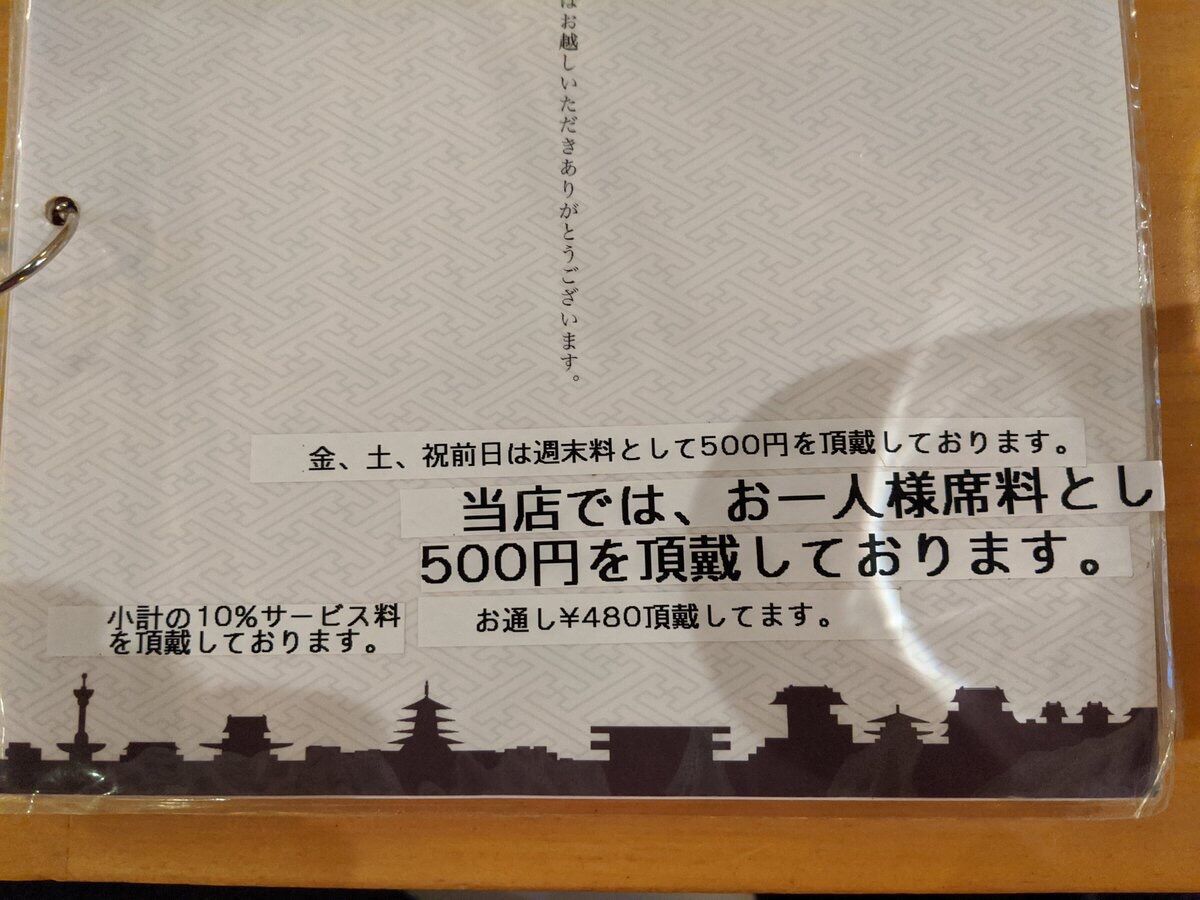 はお越しいただきありがとうございます。
金、土、祝前日は週末料として500円を頂戴しております。
当店では、お一人様席料とし
500円を頂戴しております。
小計の10%サービス料
を頂戴しております。
お通し¥480頂戴してます。